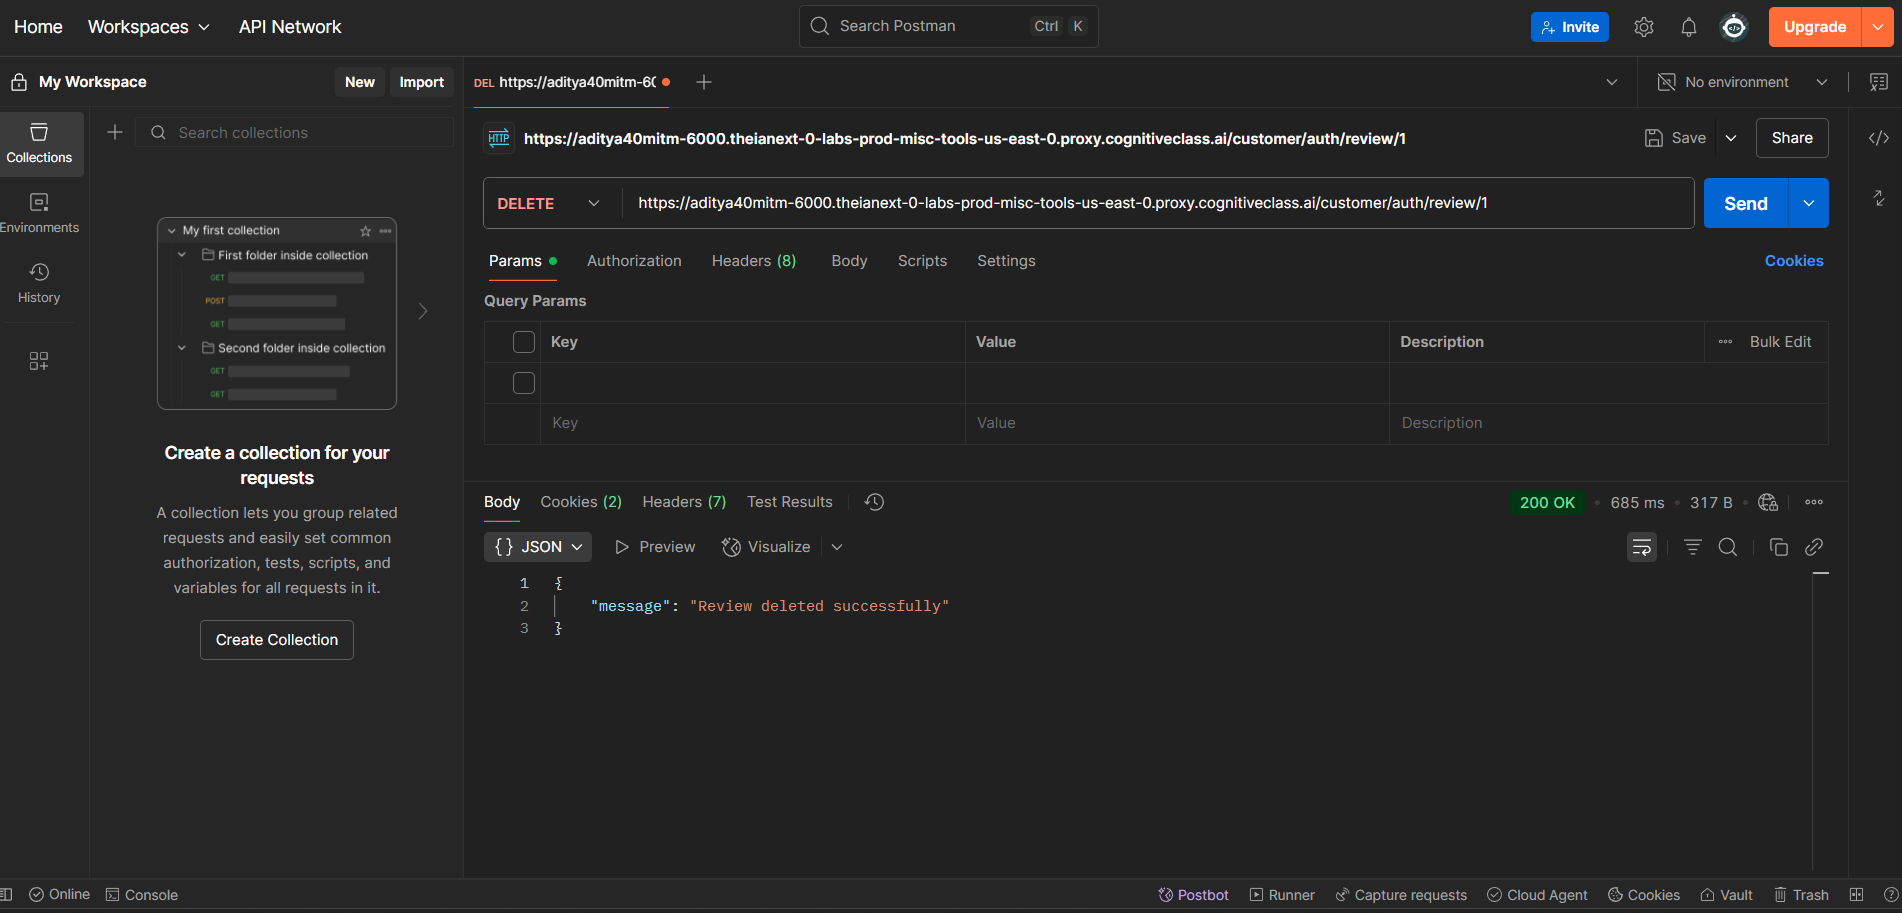 Home Workspaces API Network Search Postman Ctrl K Invite Upgrade
My Workspace New Import DEL https://aditya40mitm-6 No environment
Collections
Search collections
https://aditya40mitm-6000.theianext-0-labs-prod-misc-tools-us-east-0.proxy.cognitiveclass.ai/customer/auth/review/1 Save Share
Environments
DELETE https://aditya40mitm-6000.theianext-0-labs-prod-misc-tools-us-east-0.proxy.cognitiveclass.ai/customer/auth/review/1 Send
History
My first collection
First folder inside collection
GET
POST
GET
Second folder inside collection
GET
GET
Create a collection for your
requests
A collection lets you group related
requests and easily set common
authorization, tests, scripts, and
variables for all requests in it.
Create Collection
Params Authorization Headers (8) Body Scripts Settings Cookies
Query Params
Key Value Description Bulk Edit
Key Value Description
Body Cookies (2) Headers (7) Test Results 200 OK 685 ms 317 B
{} JSON Preview Visualize
1 {
2 "message": "Review deleted successfully"
3 }
Online Console Postbot Runner Capture requests Cloud Agent Cookies Vault Trash